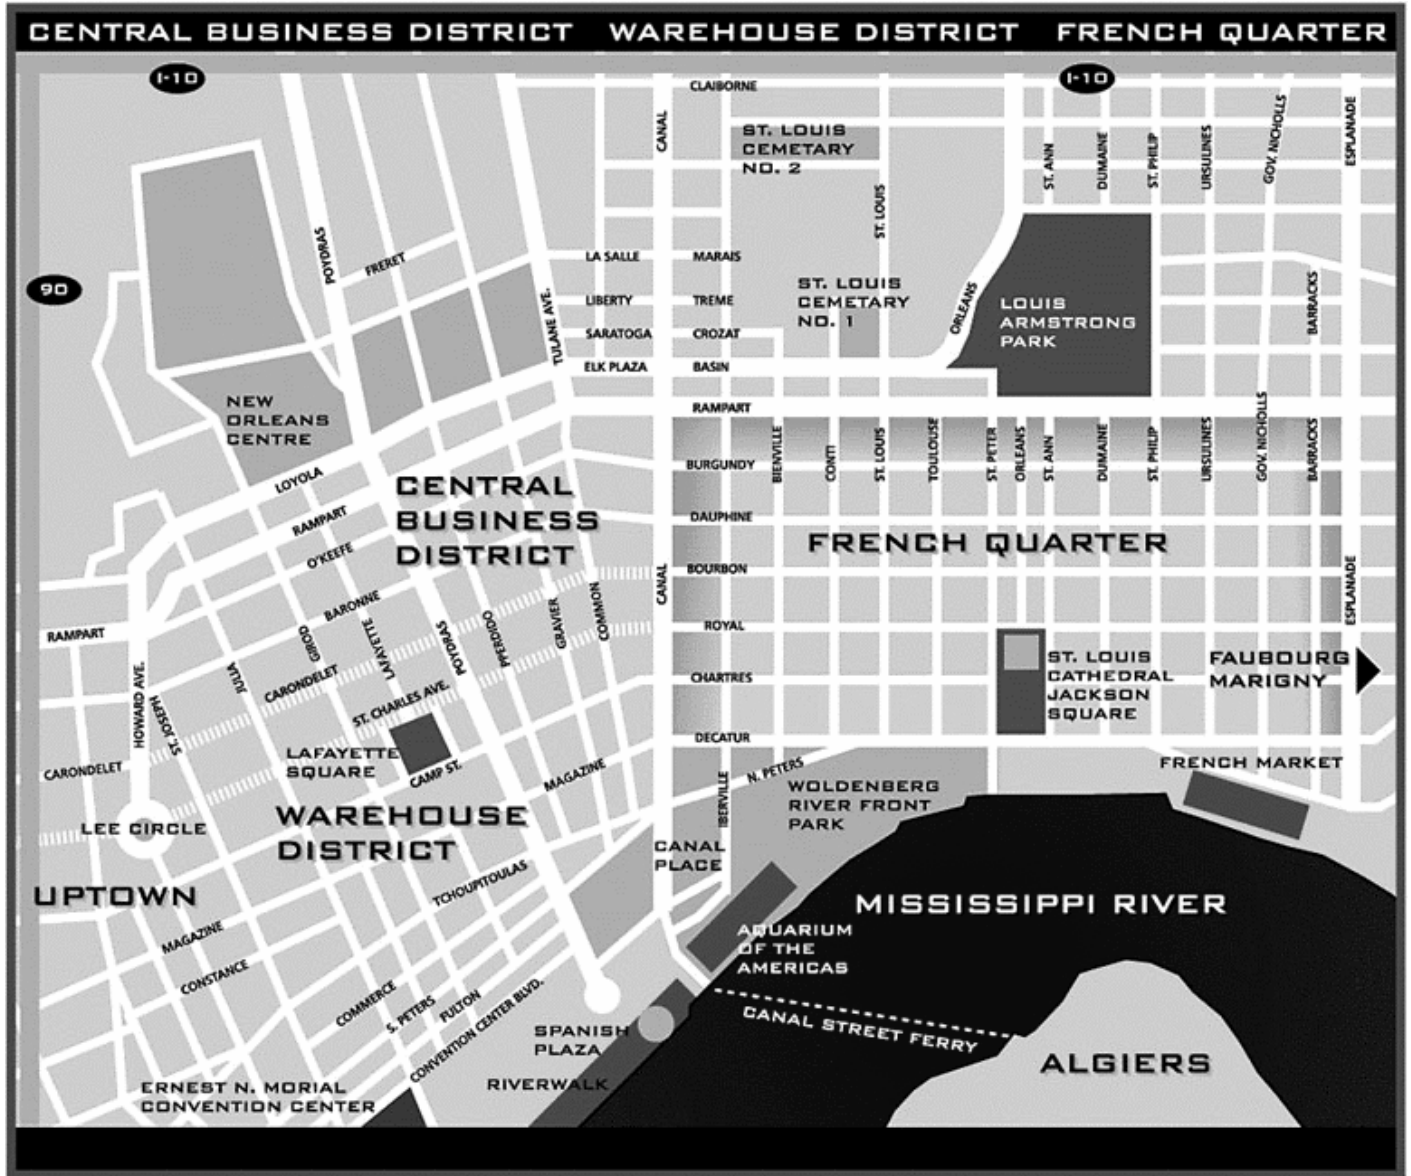 CENTRAL BUSINESS DISTRICT WAREHOUSE DISTRICT FRENCH QUARTER
I-10
I-10
CLAIBORNE
CANAL
ST. LOUIS
CEMETARY
NO. 2
ST. ANN
DUMAINE
ST. PHILIP
URSULINES
GOV. NICHOLLS
ESPLANADE
ST. LOUIS
POYDRAS
FRERET
LA SALLE
MARAIS
90
ST. LOUIS
CEMETARY
NO. 1
LIBERTY
TREME
TULANE AVE.
SARATOGA
CROZAT
ORLEANS
LOUIS
ARMSTRONG
PARK
BARRACKS
ELK PLAZA
BASIN
NEW
ORLEANS
CENTRE
RAMPART
BIENVILLE
CONTI
ST. LOUIS
TOULOUSE
ST. PETER
ORLEANS
ST. ANN
DUMAINE
ST. PHILIP
URSULINES
GOV. NICHOLLS
BARRACKS
BURGUNDY
LOYOLA
CENTRAL
BUSINESS
DISTRICT
RAMPART
DAUPHINE
FRENCH QUARTER
O'KEEFE
BOURBON
CANAL
ESPLANADE
BARONNE
RAMPART
ROYAL
HOWARD AVE.
ST. JOSEPH
JULIA
GIROD
LAFAYETTE
POYDRAS
PPERDIDO
GRAVIER
COMMON
CARONDELET
ST. CHARLES AVE.
CHARTRES
ST. LOUIS
CATHEDRAL
JACKSON
SQUARE
FAUBOURG
MARIGNY
DECATUR
LAFAYETTE
SQUARE
CARONDELET
CAMP ST.
MAGAZINE
N. PETERS
IBERVILLE
WOLDENBERG
RIVER FRONT
PARK
FRENCH MARKET
LEE CIRCLE
WAREHOUSE
DISTRICT
CANAL
PLACE
UPTOWN
TCHOUPITOULAS
MISSISSIPPI RIVER
MAGAZINE
AQUARIUM
OF THE
AMERICAS
CONSTANCE
COMMERCE
S. PETERS
FULTON
CONVENTION CENTER BLVD.
SPANISH
PLAZA
CANAL STREET FERRY
ALGIERS
RIVERWALK
ERNEST N. MORIAL
CONVENTION CENTER